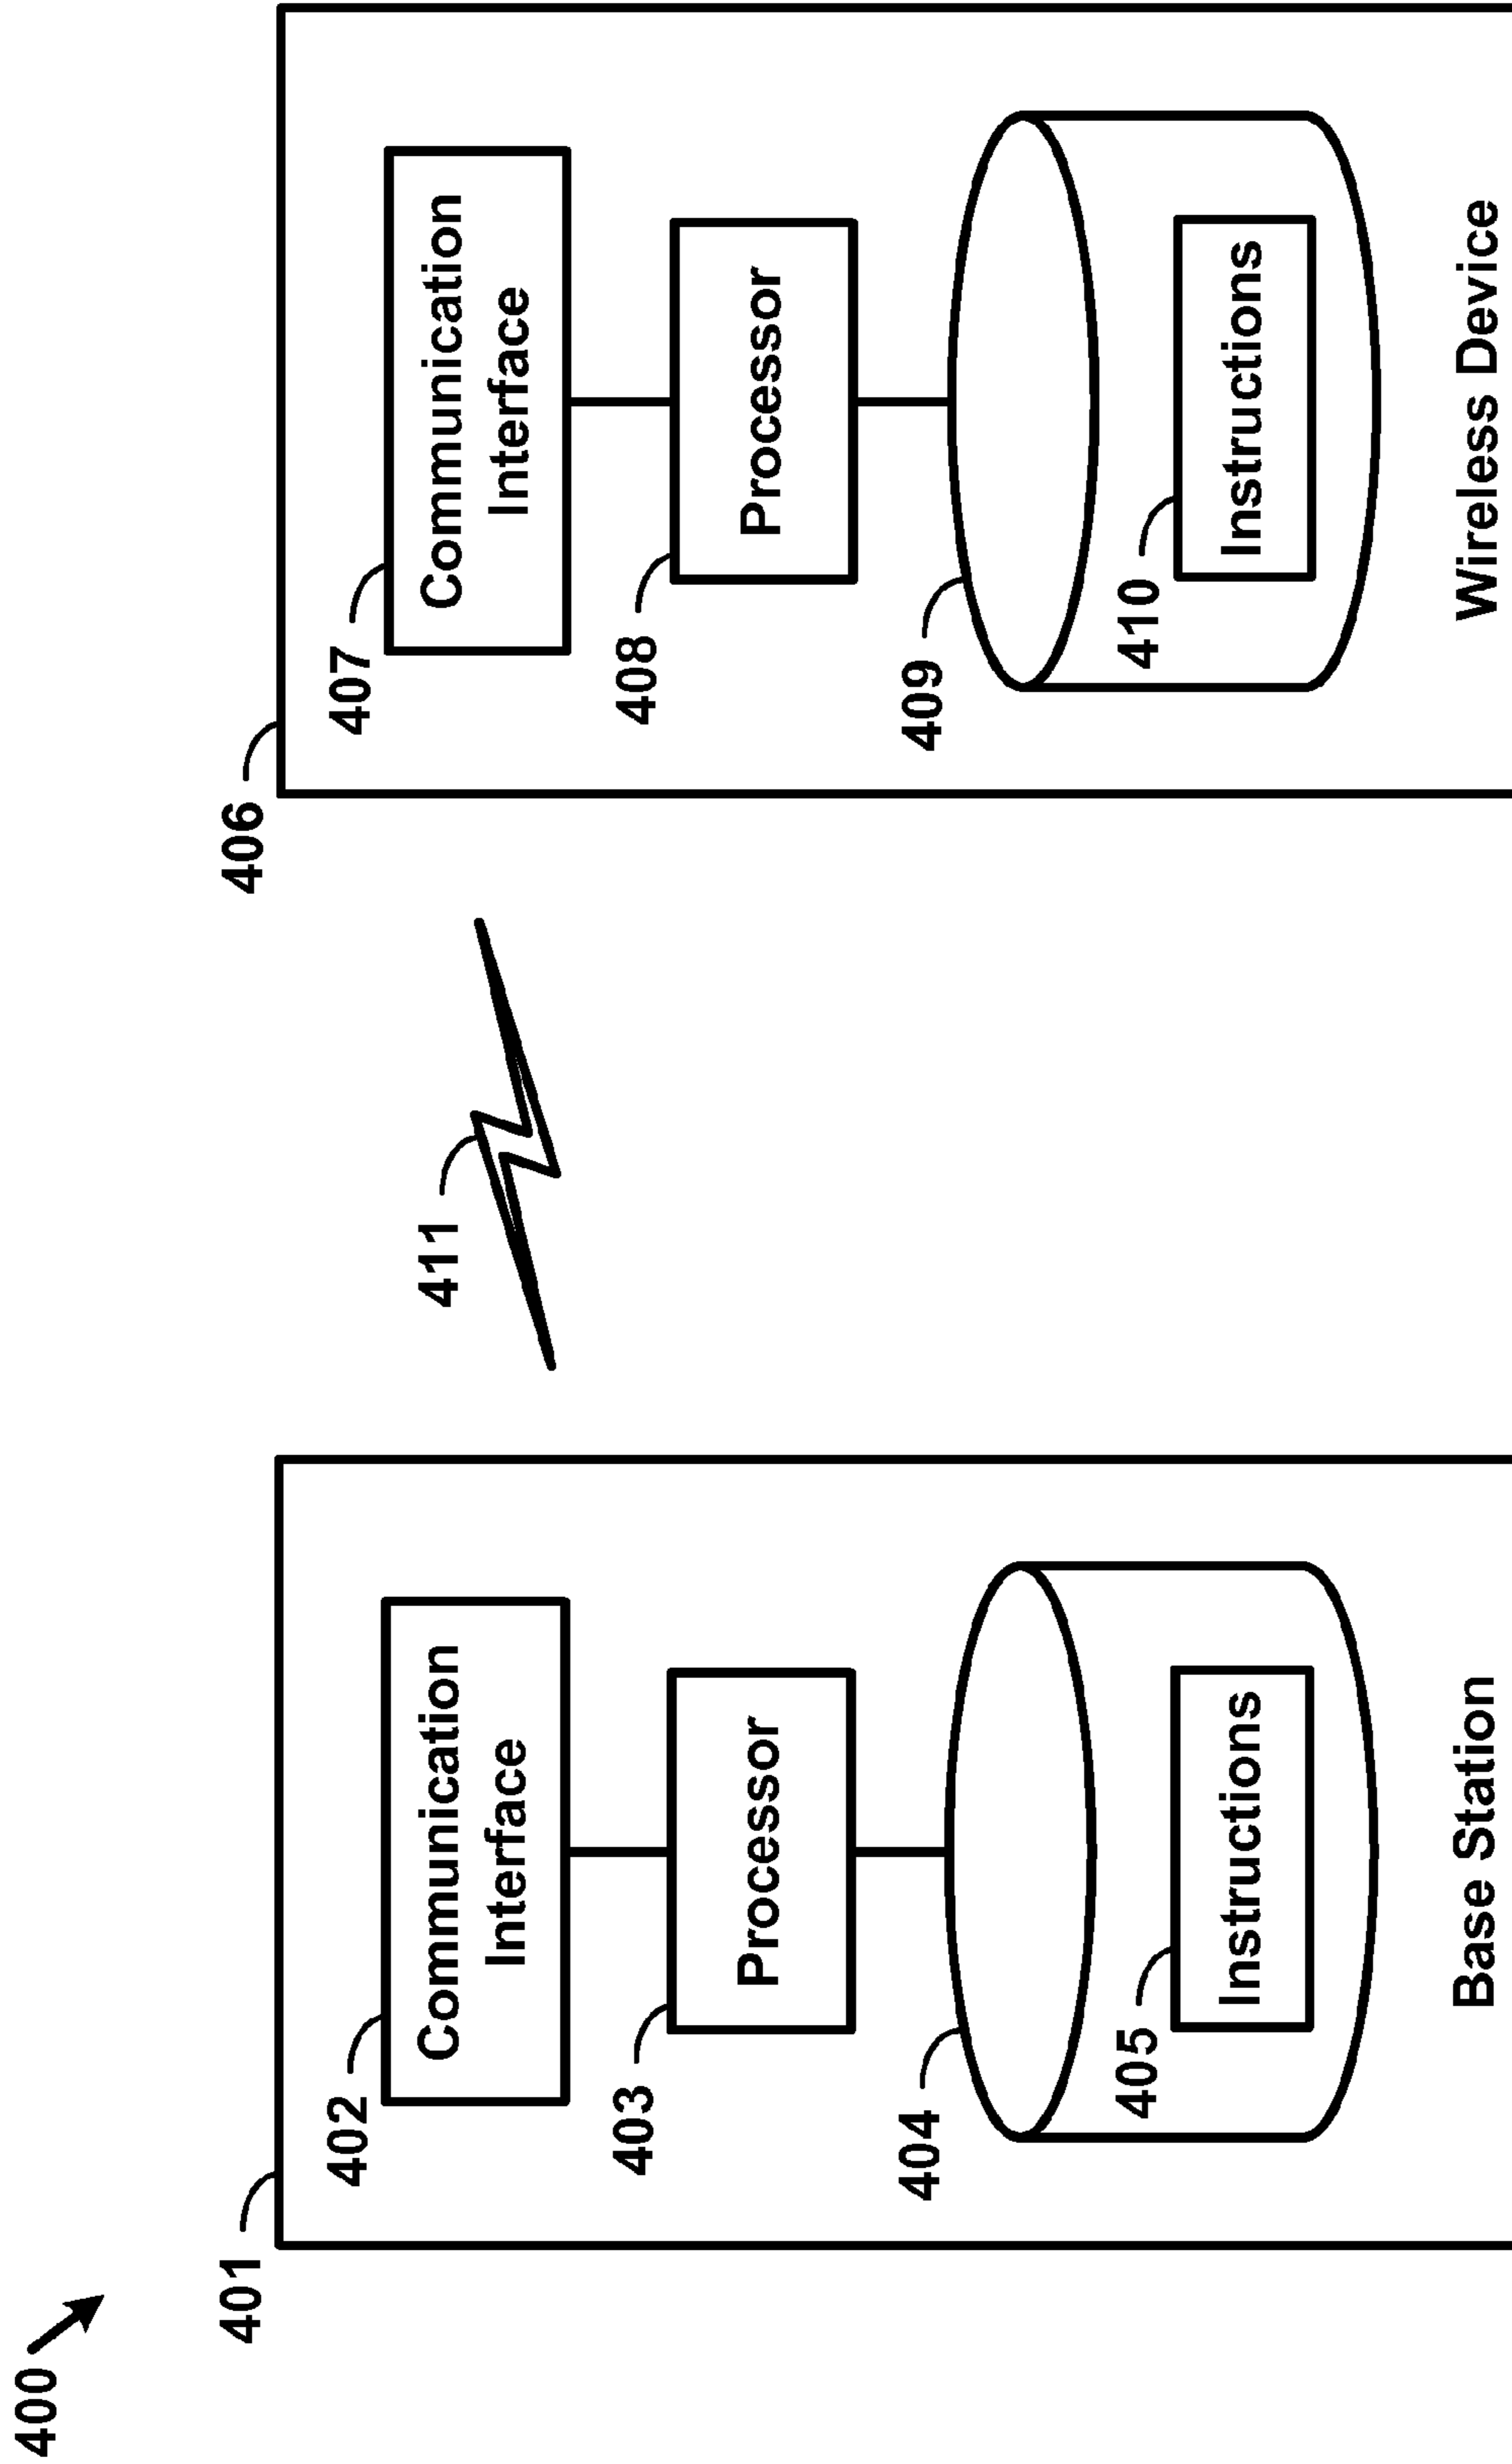 400
401
402
Communication
Interface
403
Processor
404
405
Instructions
Base Station
411
406
407
Communication
Interface
408
Processor
409
410
Instructions
Wireless Device